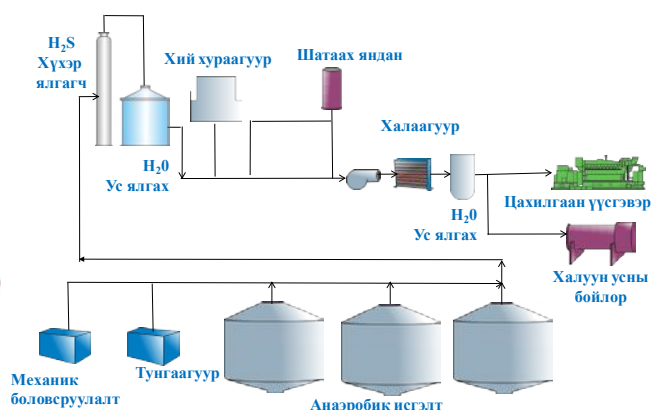 H2S
Хүхэр
ялгагч
Хий хураагуур
Шатаах яндан
Халаагуур
H20
Ус ялгах
H20
Ус ялгах
Цахилгаан үүсгэвэр
Халуун усны
бойлор
Механик
боловсруулалт
Тунгаагуур
Анаэробик исгэлт